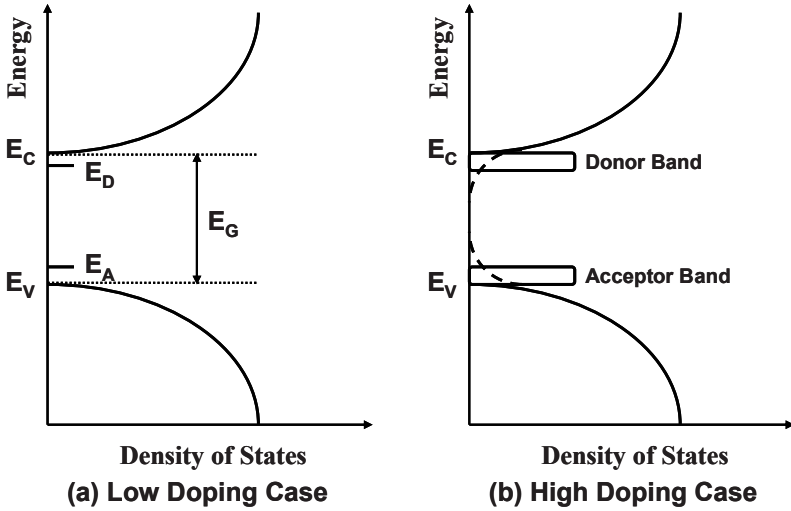 Energy
E_C
E_D
E_G
E_A
E_V
Density of States
(a) Low Doping Case
Energy
E_C
Donor Band
Acceptor Band
E_V
Density of States
(b) High Doping Case